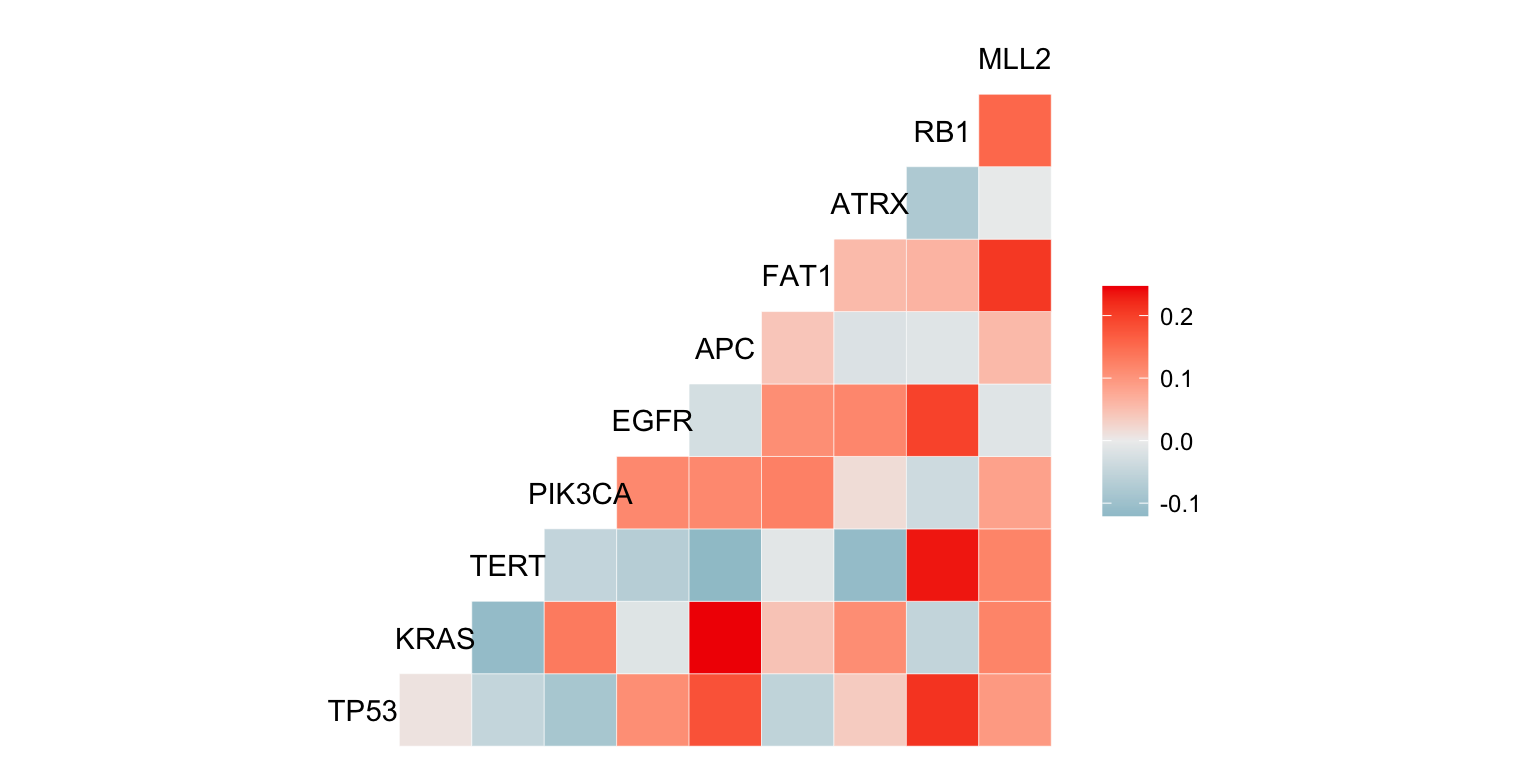 MLL2
RB1
ATRX
FAT1
APC
EGFR
PIK3CA
TERT
KRAS
TP53
0.2
0.1
0.0
-0.1